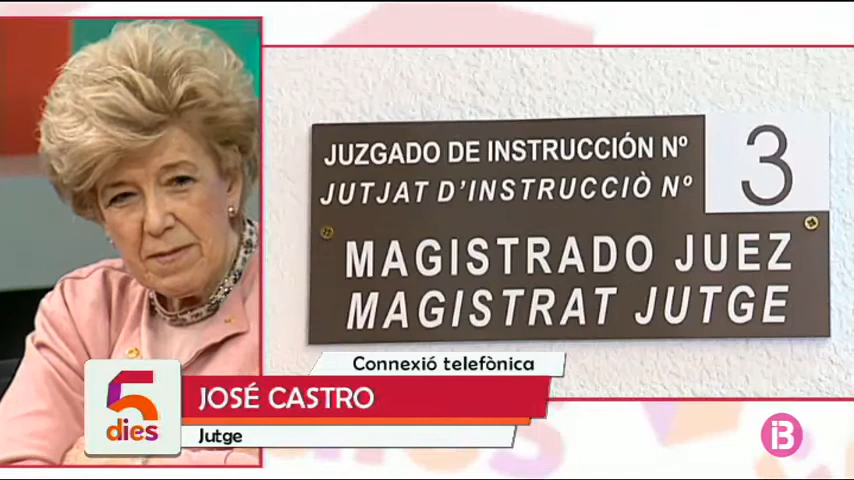 JUZGADO DE INSTRUCCIÓN Nº
3
JUTJAT D'INSTRUCCIÒ Nº
MAGISTRADO JUEZ
MAGISTRAT JUTGE
Connexió telefònica
JOSÉ CASTRO
Jutge
5
dies
IB